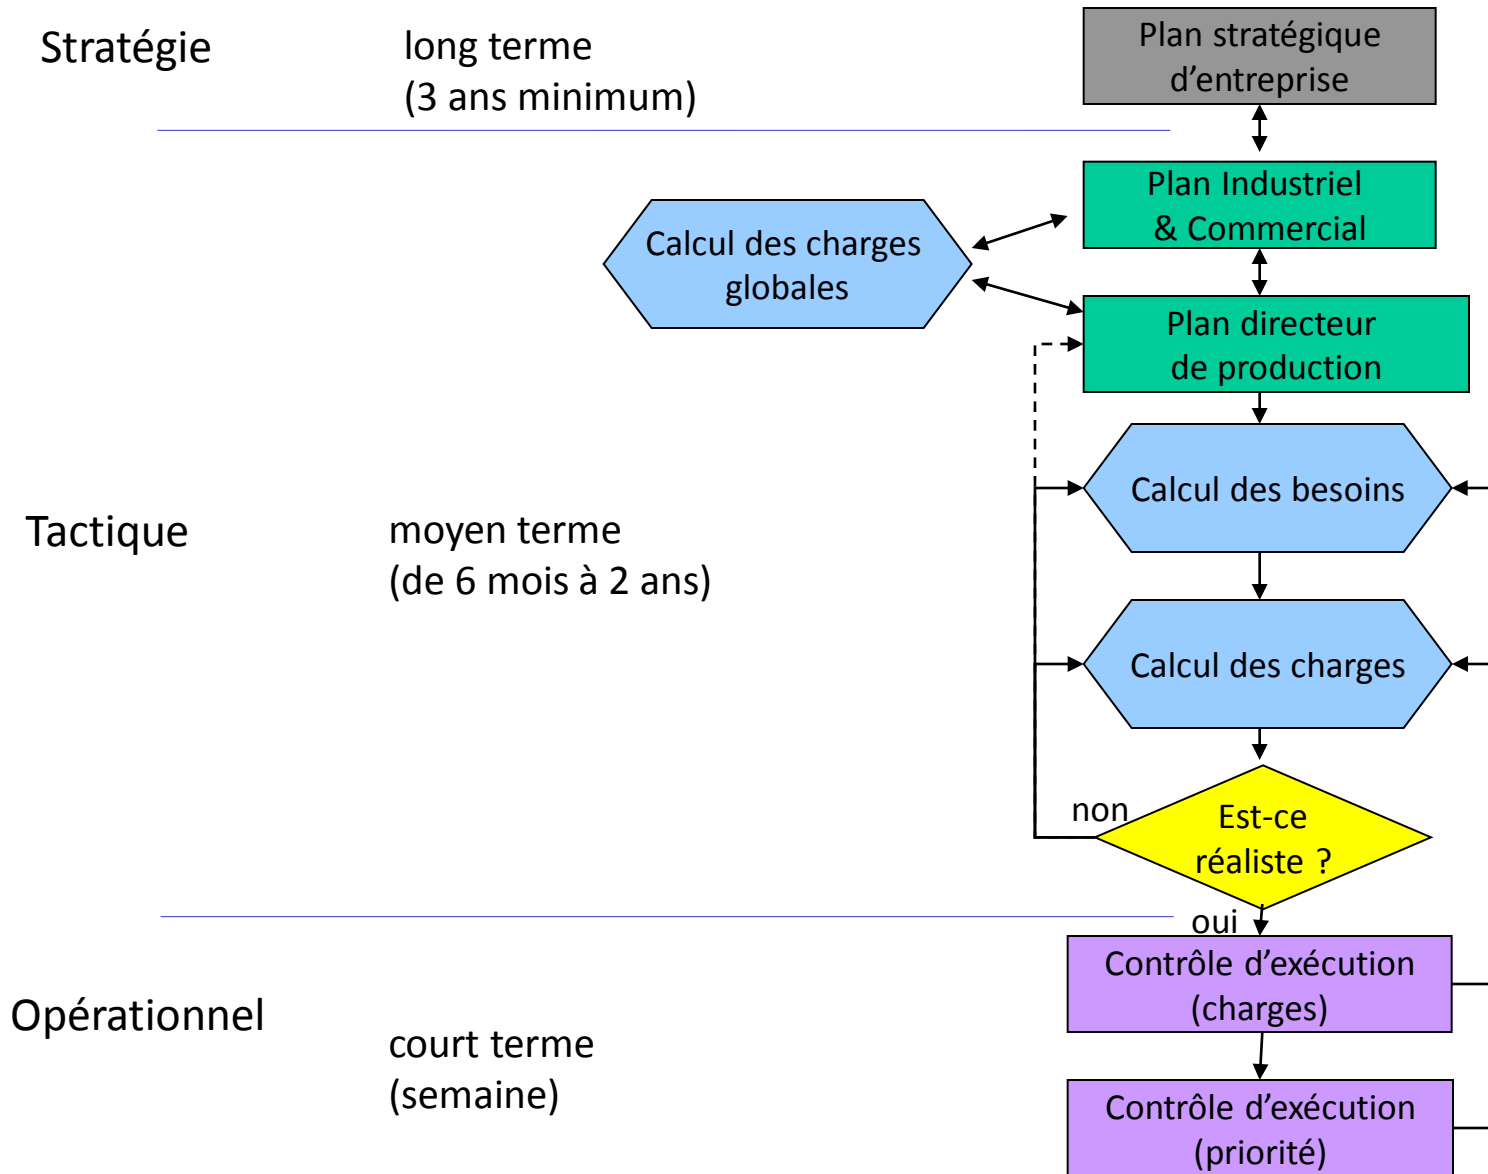 Stratégie
long terme
(3 ans minimum)
Plan stratégique
d’entreprise
Plan Industriel
& Commercial
Calcul des charges
globales
Plan directeur
de production
Calcul des besoins
Tactique
moyen terme
(de 6 mois à 2 ans)
Calcul des charges
non
Est-ce
réaliste ?
oui
Contrôle d’exécution
(charges)
Opérationnel
court terme
(semaine)
Contrôle d’exécution
(priorité)